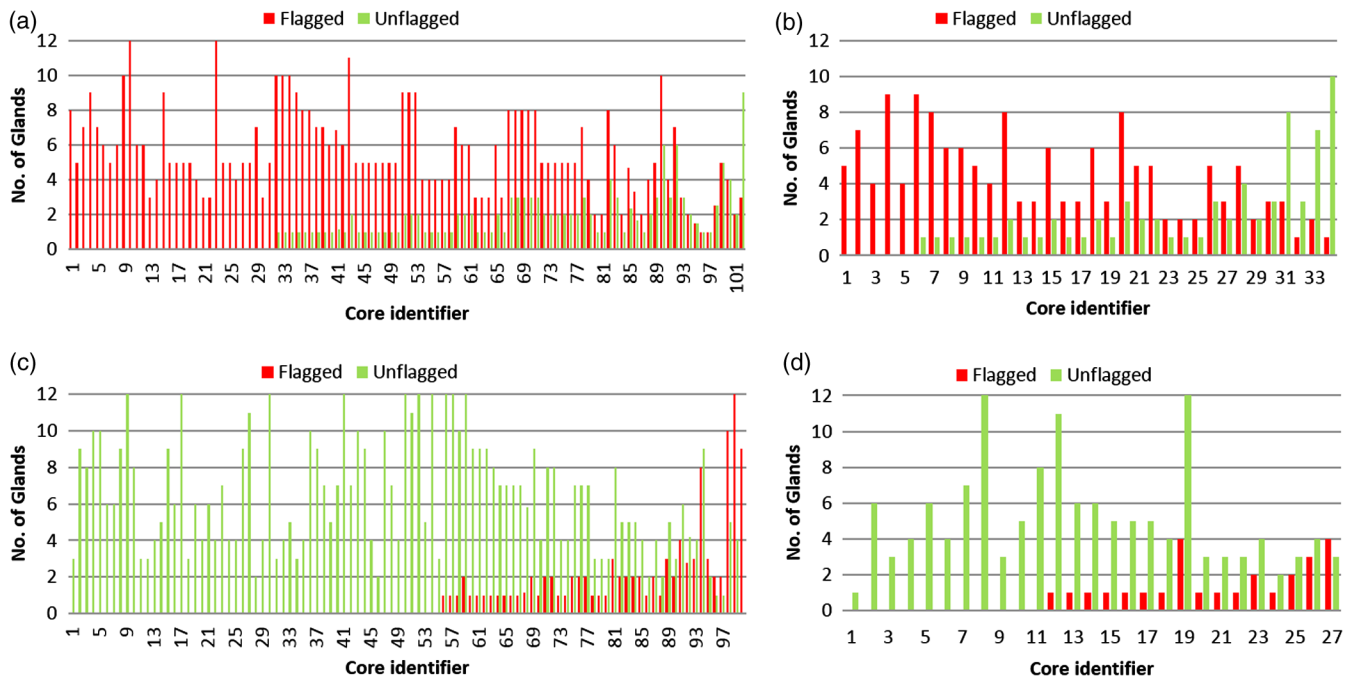 (a)
Flagged Unflagged
No. of Glands
12
10
8
6
4
2
0
1 5 9 13 17 21 25 29 33 37 41 45 49 53 57 61 65 69 73 77 81 85 89 93 97 101
Core identifier
(b)
Flagged Unflagged
No. of Glands
12
10
8
6
4
2
0
1 3 5 7 9 11 13 15 17 19 21 23 25 27 29 31 33
Core identifier
(c)
Flagged Unflagged
No. of Glands
12
10
8
6
4
2
0
1 5 9 13 17 21 25 29 33 37 41 45 49 53 57 61 65 69 73 77 81 85 89 93 97
Core identifier
(d)
Flagged Unflagged
No. of Glands
12
10
8
6
4
2
0
1 3 5 7 9 11 13 15 17 19 21 23 25 27
Core identifier